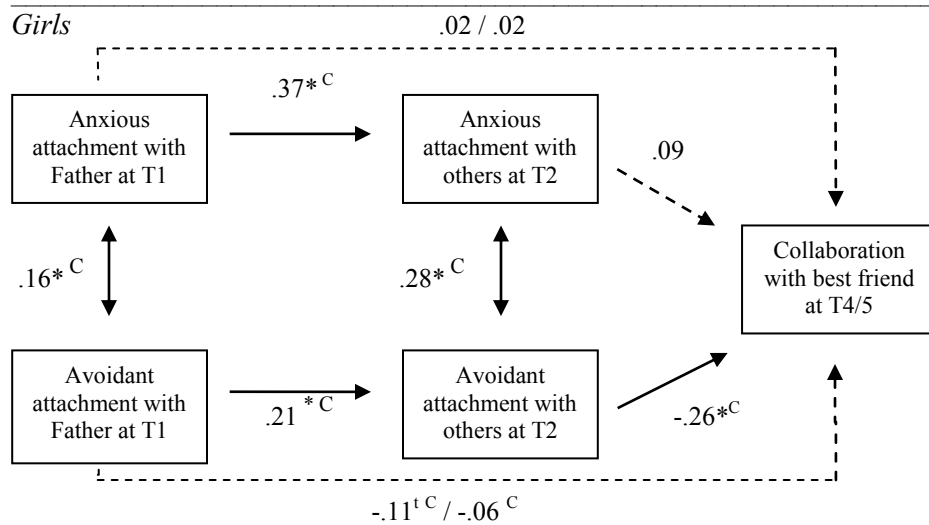 Girls
.02 / .02
.37* C
Anxious
attachment with
Father at T1
Anxious
attachment with
others at T2
.09
Collaboration
with best friend
at T4/5
.16* C
.28* C
Avoidant
attachment with
Father at T1
.21 * C
Avoidant
attachment with
others at T2
-.26*C
-.11t C / -.06 C